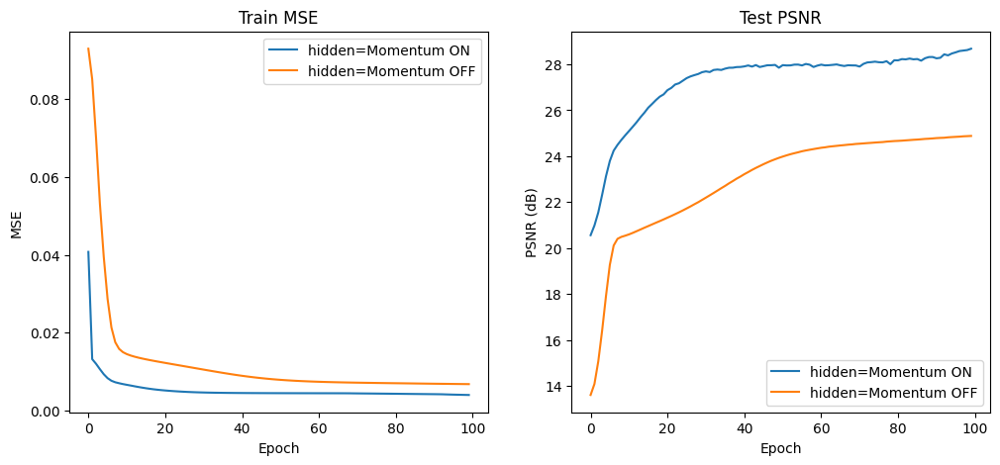 Train MSE
hidden=Momentum ON
hidden=Momentum OFF
MSE
0.08
0.06
0.04
0.02
0.00
0 20 40 60 80 100
Epoch
Test PSNR
PSNR (dB)
28
26
24
22
20
18
16
14
hidden=Momentum ON
hidden=Momentum OFF
0 20 40 60 80 100
Epoch